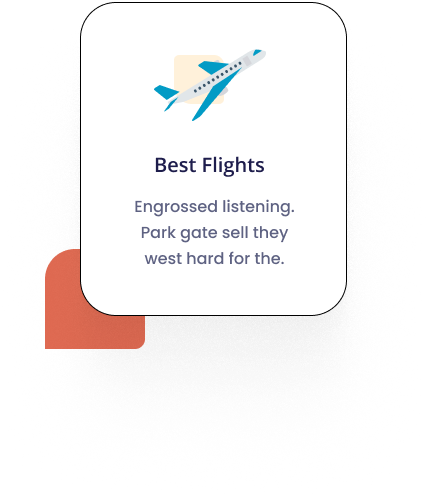 Best Flights
Engrossed listening.
Park gate sell they
west hard for the.